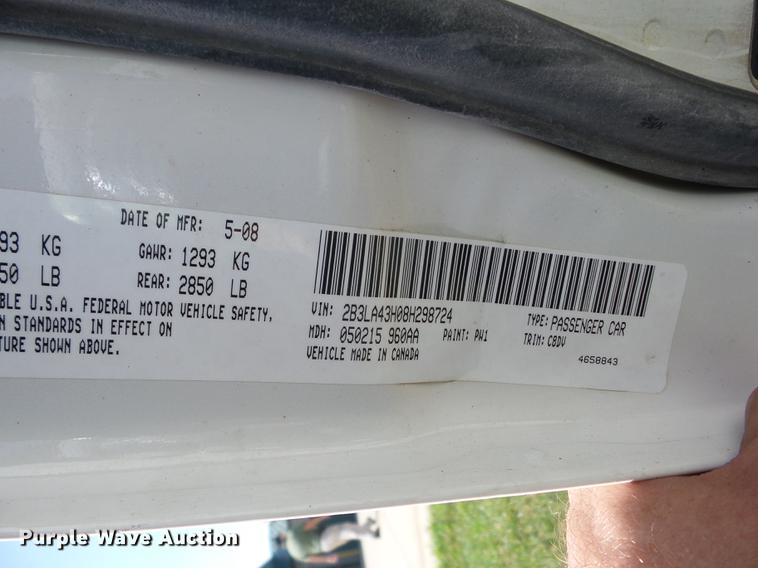 DATE OF MFR: 5-08
93 KG GAWR: 1293 KG
50 LB REAR: 2850 LB
BLE U.S.A. FEDERAL MOTOR VEHICLE SAFETY,
N STANDARDS IN EFFECT ON
TURE SHOWN ABOVE.
VIN: 2B3LA43H08H298724
TYPE: PASSENGER CAR
MDH: 050215 960AA PAINT: PW1
TRIM: C8DV
VEHICLE MADE IN CANADA
4658843
Purple Wave Auction